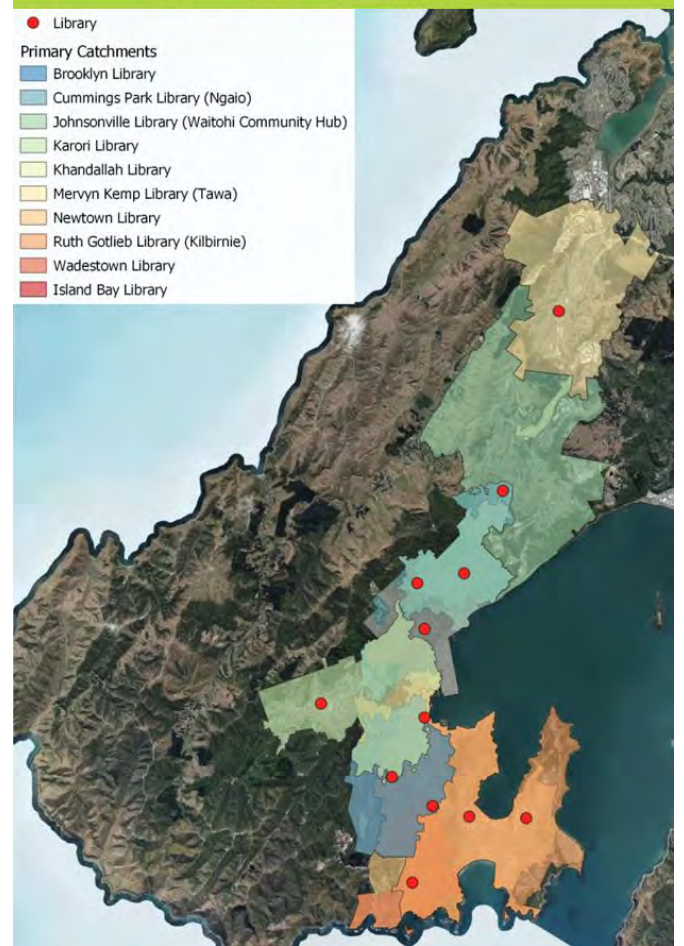 Library
Primary Catchments
Brooklyn Library
Cummings Park Library (Ngaio)
Johnsonville Library (Waitohi Community Hub)
Karori Library
Khandallah Library
Mervyn Kemp Library (Tawa)
Newtown Library
Ruth Gotlieb Library (Kilbirnie)
Wadestown Library
Island Bay Library